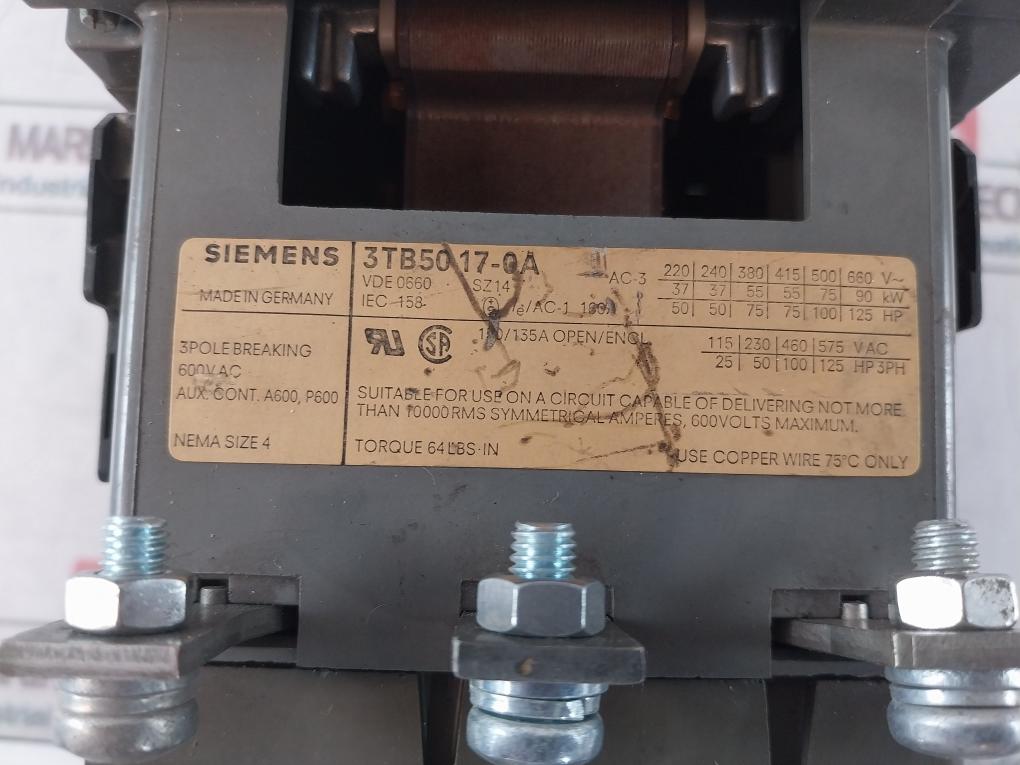 SIEMENS
MADE IN GERMANY
3POLE BREAKING
600VAC
AUX. CONT. A600, P600
NEMA SIZE 4
3TB50 17-0A
VDE 0660 SZ14
IEC 158
Ie/AC-1
AC-3
220 | 240 | 380 | 415 | 500 | 660 V~
37 | 37 | 55 | 55 | 75 | 90 kW
50 | 50 | 75 | 75 | 100 | 125 HP
/135A OPEN/ENCL
115 | 230 | 460 | 575 V AC
25 | 50 | 100 | 125 HP 3PH
SUITABLE FOR USE ON A CIRCUIT CAPABLE OF DELIVERING NOT MORE
THAN 10000 RMS SYMMETRICAL AMPERES, 600 VOLTS MAXIMUM.
TORQUE 64 LBS·IN
USE COPPER WIRE 75°C ONLY